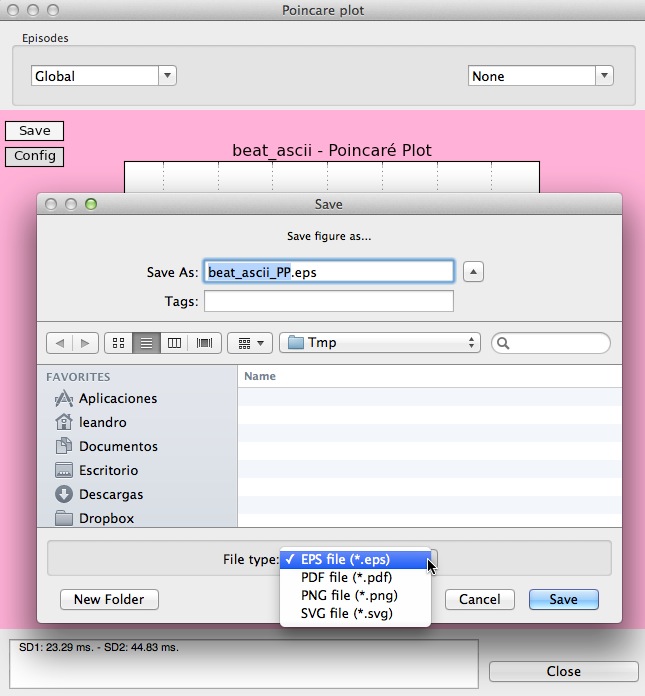 Poincare plot
Episodes
Global
None
Save
Config
beat_ascii - Poincaré Plot
Save
Save figure as...
Save As: beat_ascii_PP.eps
Tags:
Tmp
FAVORITES
Name
Aplicaciones
leandro
Documentos
Escritorio
Descargas
Dropbox
File type: ✓ EPS file (*.eps)
PDF file (*.pdf)
PNG file (*.png)
SVG file (*.svg)
New Folder
Cancel
Save
SD1: 23.29 ms. - SD2: 44.83 ms.
Close